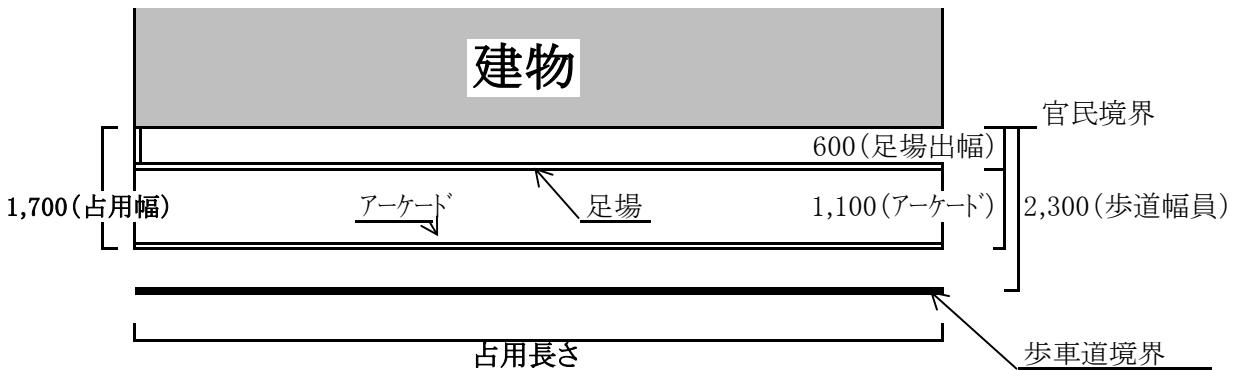 建物
官民境界
600(足場出幅)
1,700(占用幅)
アーケード
足場
1,100(アーケード)
2,300(歩道幅員)
占用長さ
歩車道境界